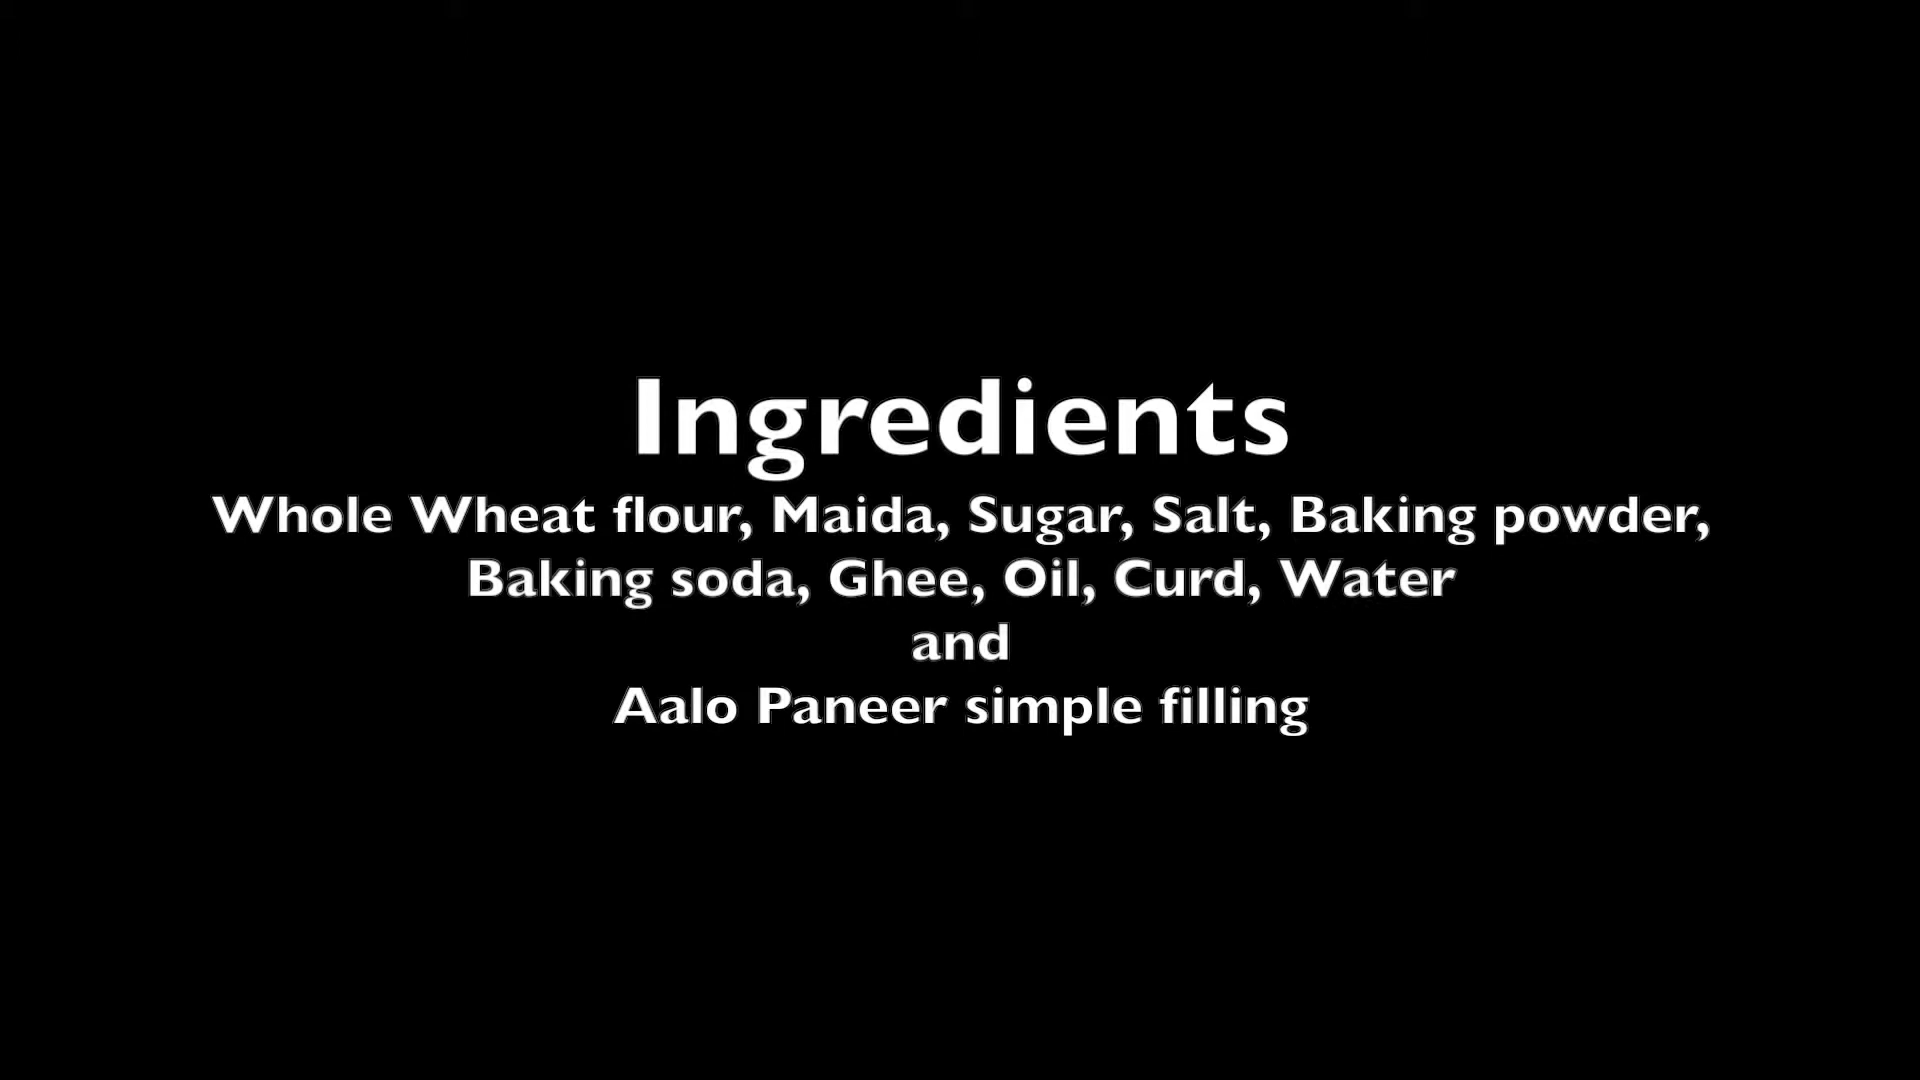 Ingredients
Whole Wheat flour, Maida, Sugar, Salt, Baking powder,
Baking soda, Ghee, Oil, Curd, Water
and
Aalo Paneer simple filling